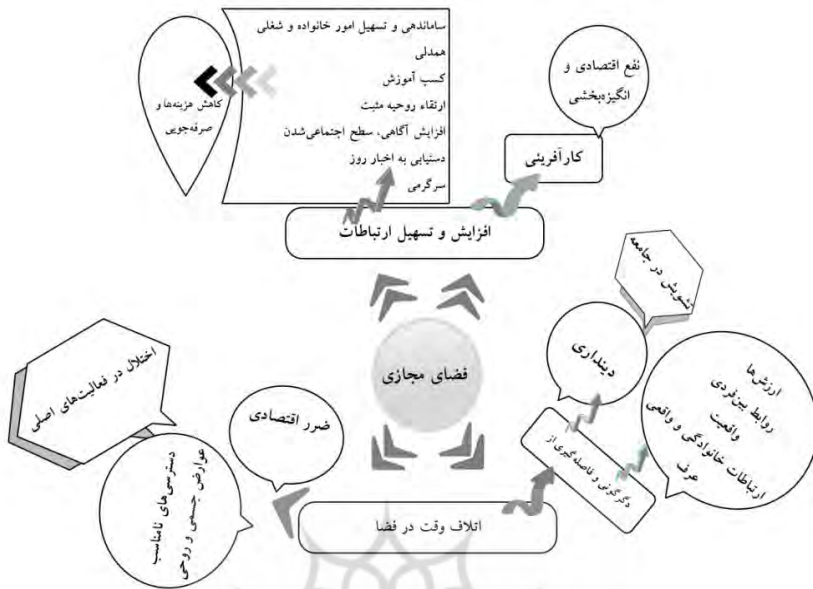 ساماندهی و تسهیل امور خانواده و شغلی
همدلی
کسب آموزش
ارتقاء روحیه مثبت
افزایش آگاهی، سطح اجتماعی‌شدن
دستیابی به اخبار روز
سرگرمی
کاهش هزینه‌ها و
صرفه‌جویی
نفع اقتصادی و
انگیزه‌بخشی
کارآفرینی
افزایش و تسهیل ارتباطات
تشویش در جامعه
دینداری
ارزش‌ها
روابط بین‌فردی
واقعیت
ارتباطات خانوادگی و واقعی
عرف
دگرگونی و فاصله‌گیری از
فضای مجازی
ضرر اقتصادی
اختلال در فعالیت‌های اصلی
دسترسی‌های نامناسب
عوارض جسمی و روحی
اتلاف وقت در فضا